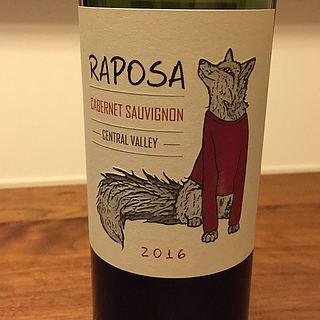 RAPOSA
CABERNET SAUVIGNON
CENTRAL VALLEY
2016